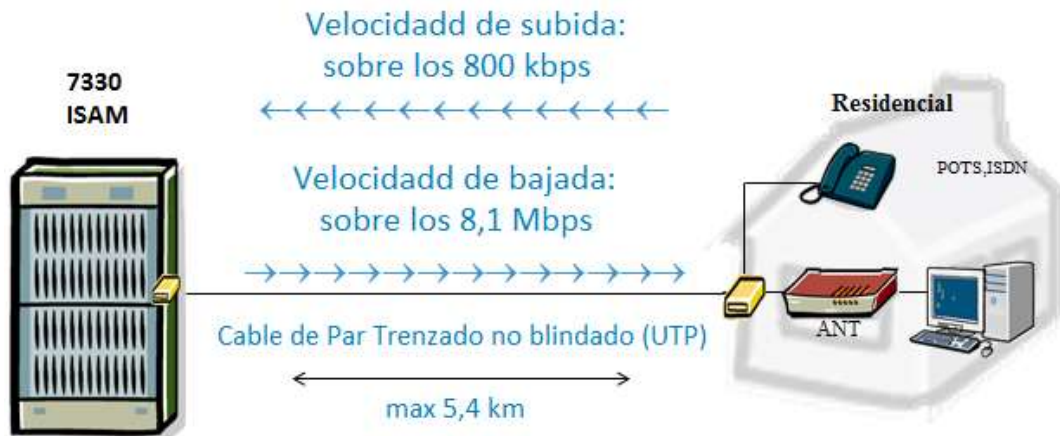 Velocidadd de subida:
sobre los 800 kbps
7330
ISAM
Residencial
POTS,ISDN
Velocidadd de bajada:
sobre los 8,1 Mbps
ANT
Cable de Par Trenzado no blindado (UTP)
max 5,4 km